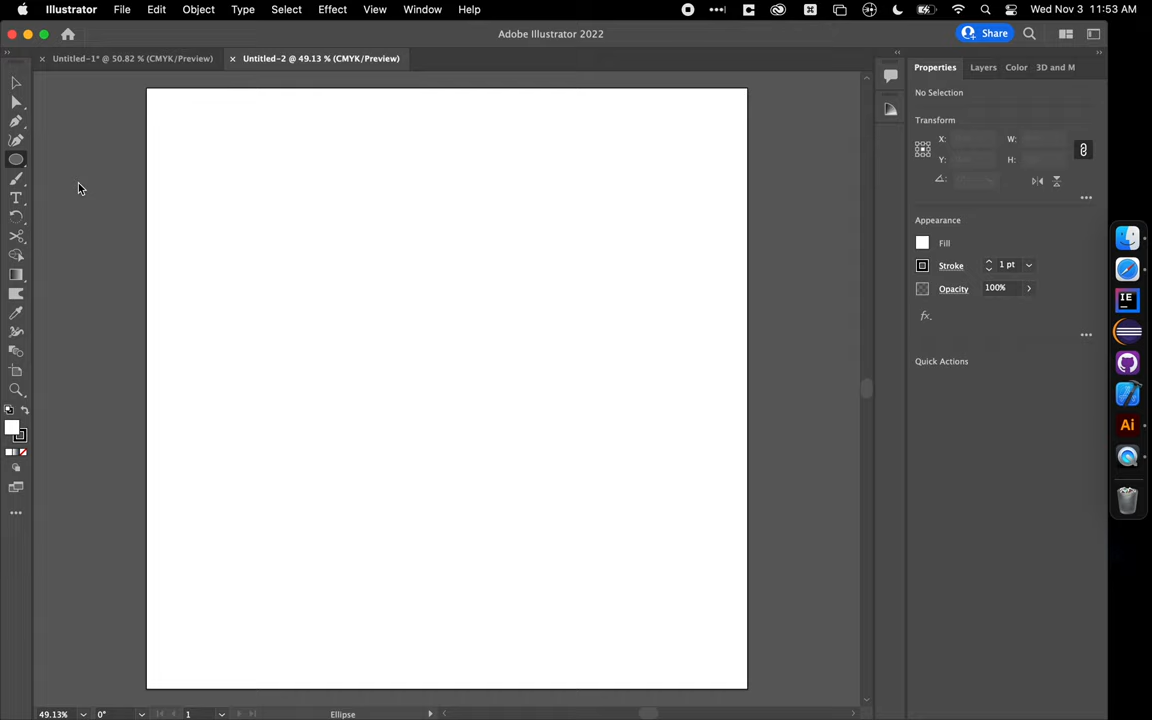 Illustrator File Edit Object Type Select Effect View Window Help Wed Nov 3 11:53 AM
Adobe Illustrator 2022 Share
Untitled-1* @ 50.82 % (CMYK/Preview) Untitled-2 @ 49.13 % (CMYK/Preview)
Properties Layers Color 3D and M
No Selection
Transform
X: W:
Y: H:
Appearance
Fill
Stroke 1 pt
Opacity 100%
fx.
Quick Actions
IE
Ai
T
49.13% 0° 1 Ellipse